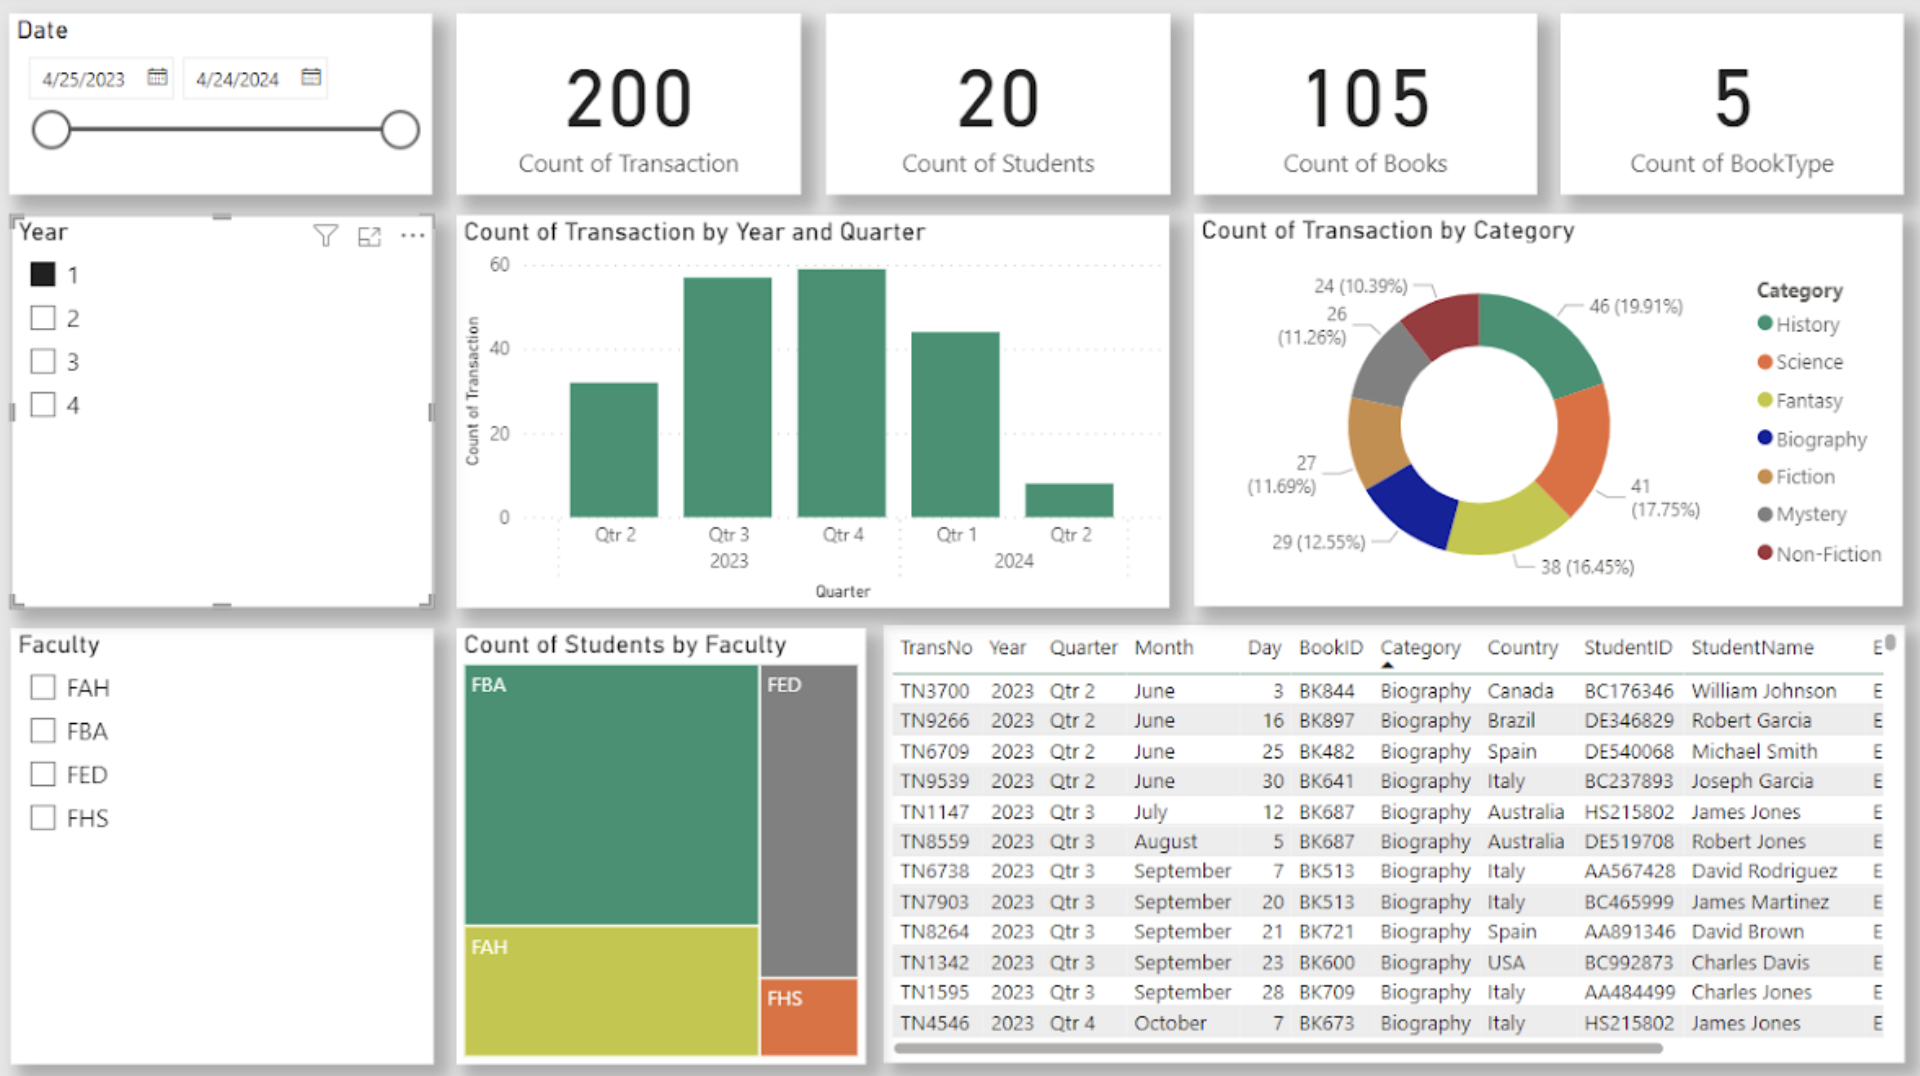 Date
4/25/2023 4/24/2024
200
Count of Transaction
20
Count of Students
105
Count of Books
5
Count of BookType
Year
1
2
3
4
Count of Transaction by Year and Quarter
60
40
20
0
Count of Transaction
Qtr 2 Qtr 3 Qtr 4 Qtr 1 Qtr 2
2023 2024
Quarter
Count of Transaction by Category
24 (10.39%)
26
(11.26%)
27
(11.69%)
29 (12.55%)
46 (19.91%)
41
(17.75%)
38 (16.45%)
Category
History
Science
Fantasy
Biography
Fiction
Mystery
Non-Fiction
Faculty
FAH
FBA
FED
FHS
Count of Students by Faculty
FBA
FED
FAH
FHS
TransNo Year Quarter Month Day BookID Category Country StudentID StudentName E
TN3700 2023 Qtr 2 June 3 BK844 Biography Canada BC176346 William Johnson E
TN9266 2023 Qtr 2 June 16 BK897 Biography Brazil DE346829 Robert Garcia E
TN6709 2023 Qtr 2 June 25 BK482 Biography Spain DE540068 Michael Smith E
TN9539 2023 Qtr 2 June 30 BK641 Biography Italy BC237893 Joseph Garcia E
TN1147 2023 Qtr 3 July 12 BK687 Biography Australia HS215802 James Jones E
TN8559 2023 Qtr 3 August 5 BK687 Biography Australia DE519708 Robert Jones E
TN6738 2023 Qtr 3 September 7 BK513 Biography Italy AA567428 David Rodriguez E
TN7903 2023 Qtr 3 September 20 BK513 Biography Italy BC465999 James Martinez E
TN8264 2023 Qtr 3 September 21 BK721 Biography Spain AA891346 David Brown E
TN1342 2023 Qtr 3 September 23 BK600 Biography USA BC992873 Charles Davis E
TN1595 2023 Qtr 3 September 28 BK709 Biography Italy AA484499 Charles Jones E
TN4546 2023 Qtr 4 October 7 BK673 Biography Italy HS215802 James Jones E